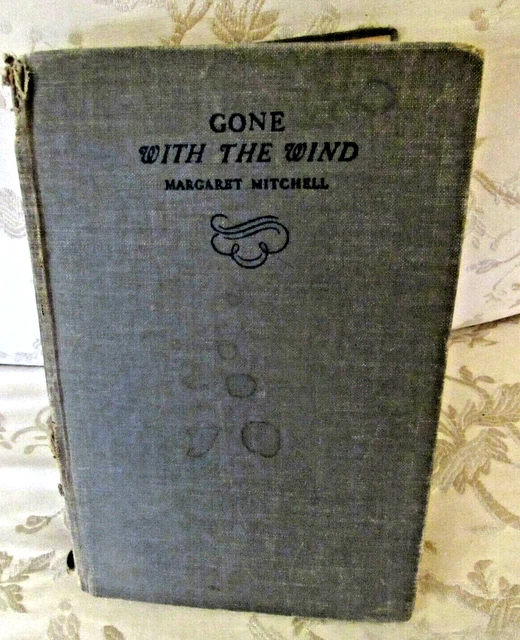 GONE
WITH THE WIND
MARGARET MITCHELL